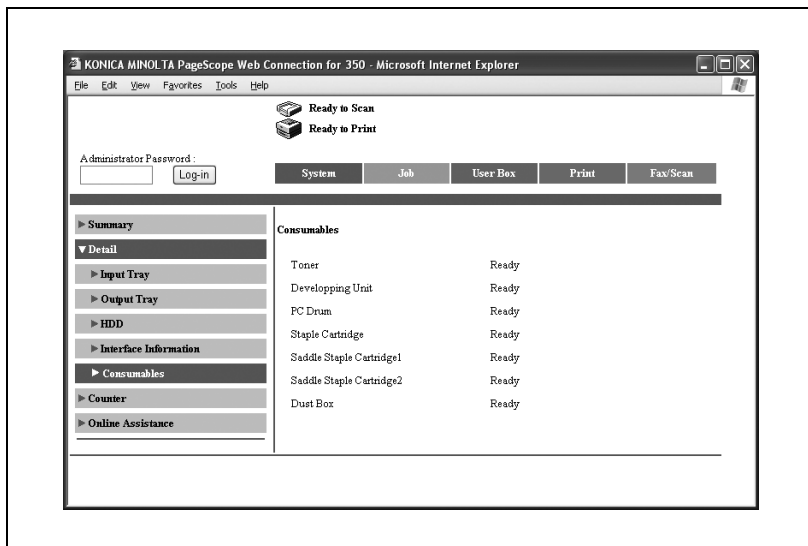 KONICA MINOLTA PageScope Web Connection for 350 - Microsoft Internet Explorer
File Edit View Favorites Tools Help
Ready to Scan
Ready to Print
Administrator Password :
Log-in
System Job User Box Print Fax/Scan
Summary
Detail
Input Tray
Output Tray
HDD
Interface Information
Consumables
Counter
Online Assistance
Consumables
Toner Ready
Developping Unit Ready
PC Drum Ready
Staple Cartridge Ready
Saddle Staple Cartridge1 Ready
Saddle Staple Cartridge2 Ready
Dust Box Ready